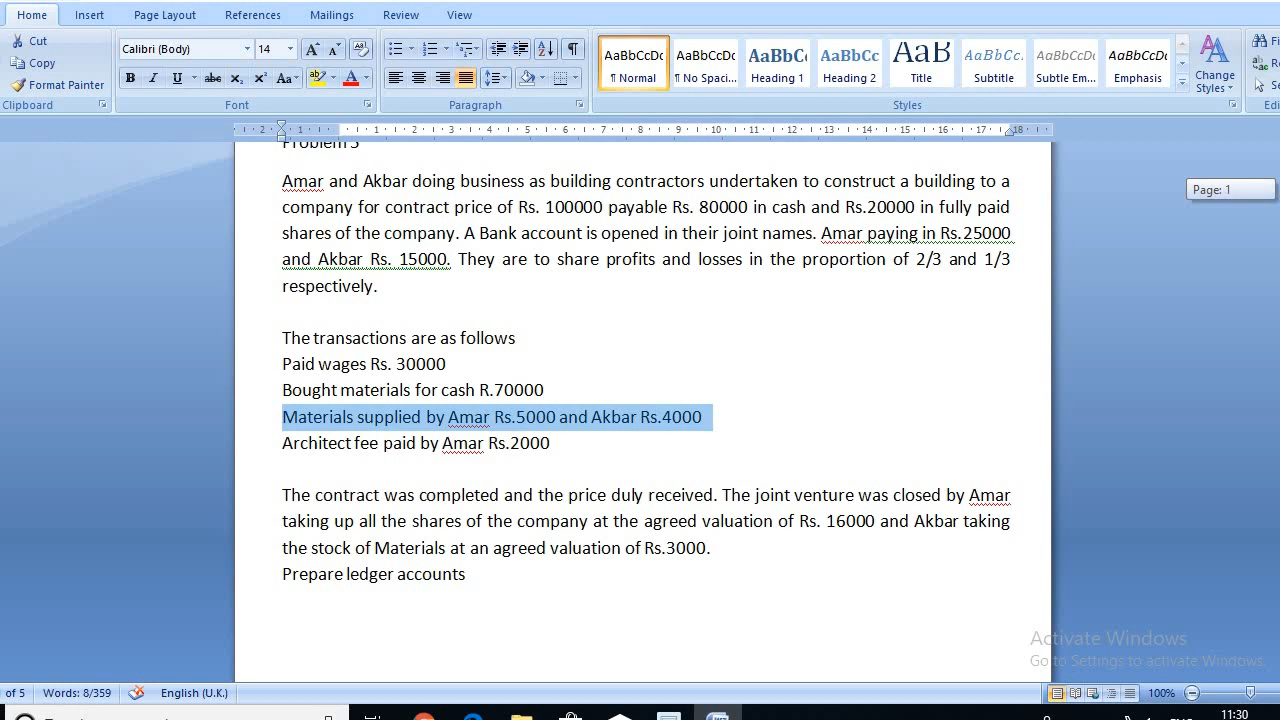 Home Insert Page Layout References Mailings Review View
Cut
Copy
Format Painter
Clipboard
Calibri (Body) 14
Font
Paragraph
AaBbCcDc AaBbCcDc AaBbCc AaBbCc AaB AaBbCc. AaBbCcDc AaBbCcDc
¶ Normal ¶ No Spaci... Heading 1 Heading 2 Title Subtitle Subtle Em... Emphasis
Change Styles
Styles
Page: 1
Problem 5
Amar and Akbar doing business as building contractors undertaken to construct a building to a
company for contract price of Rs. 100000 payable Rs. 80000 in cash and Rs.20000 in fully paid
shares of the company. A Bank account is opened in their joint names. Amar paying in Rs.25000
and Akbar Rs. 15000. They are to share profits and losses in the proportion of 2/3 and 1/3
respectively.
The transactions are as follows
Paid wages Rs. 30000
Bought materials for cash R.70000
Materials supplied by Amar Rs.5000 and Akbar Rs.4000
Architect fee paid by Amar Rs.2000
The contract was completed and the price duly received. The joint venture was closed by Amar
taking up all the shares of the company at the agreed valuation of Rs. 16000 and Akbar taking
the stock of Materials at an agreed valuation of Rs.3000.
Prepare ledger accounts
Activate Windows
Go to Settings to activate Windows.
of 5 Words: 8/359 English (U.K.) 100%
11:30